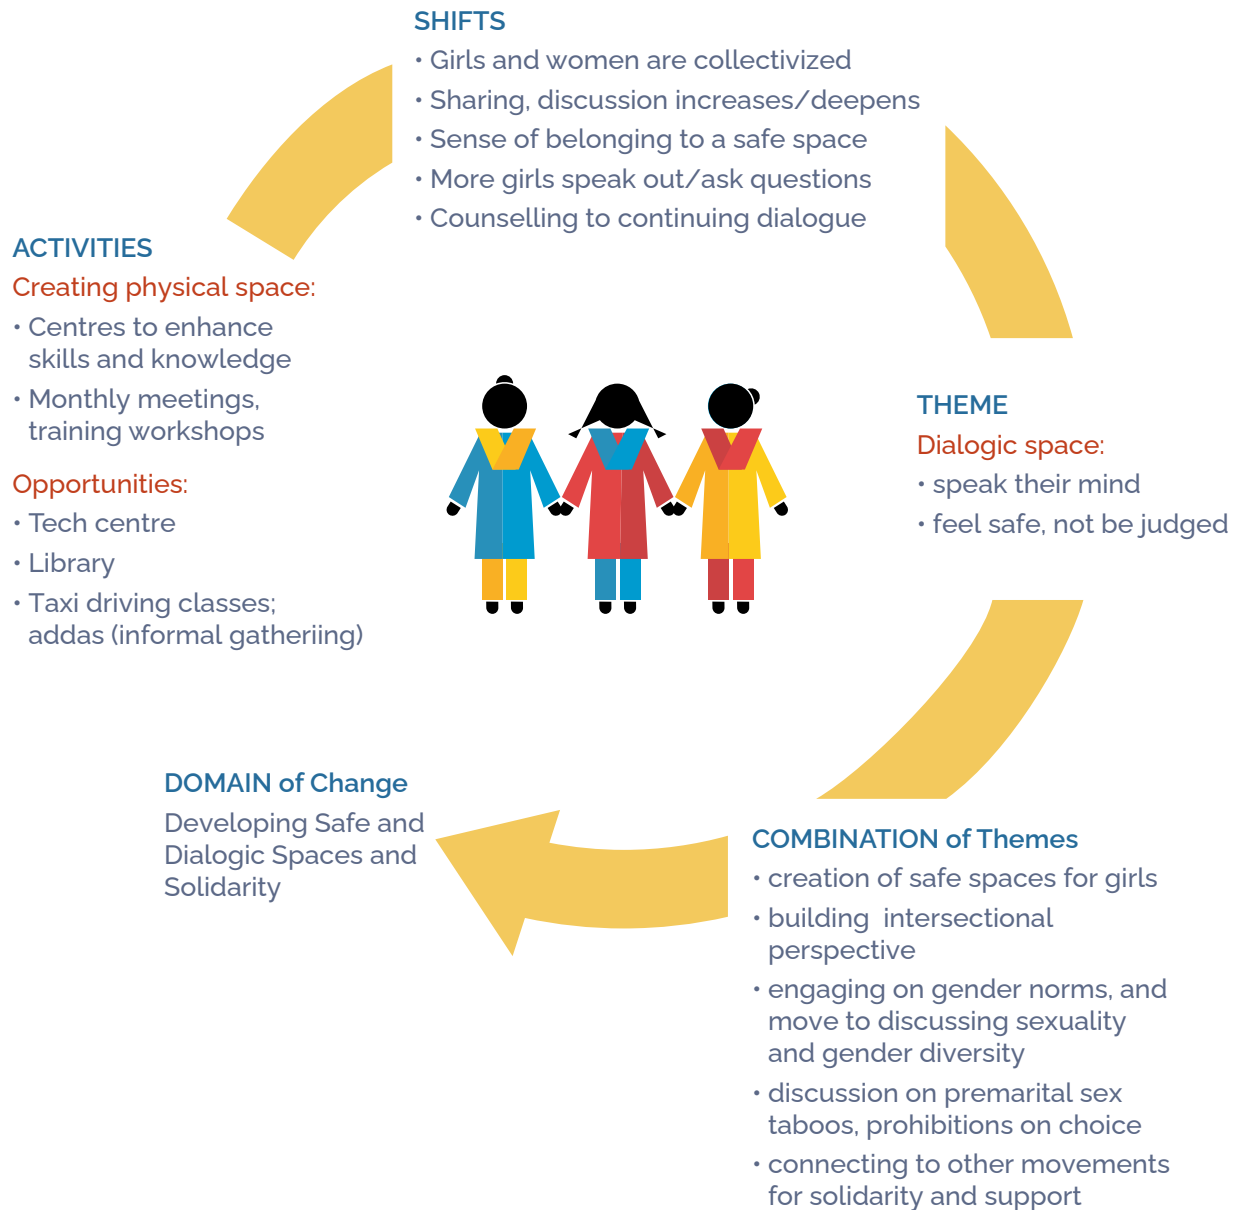 SHIFTS
• Girls and women are collectivized
• Sharing, discussion increases/deepens
• Sense of belonging to a safe space
• More girls speak out/ask questions
• Counselling to continuing dialogue
ACTIVITIES
Creating physical space:
• Centres to enhance
skills and knowledge
• Monthly meetings,
training workshops
Opportunities:
• Tech centre
• Library
• Taxi driving classes;
addas (informal gatheriing)
THEME
Dialogic space:
• speak their mind
• feel safe, not be judged
COMBINATION of Themes
• creation of safe spaces for girls
• building  intersectional
perspective
• engaging on gender norms, and
move to discussing sexuality
and gender diversity
• discussion on premarital sex
taboos, prohibitions on choice
• connecting to other movements
for solidarity and support
DOMAIN of Change
Developing Safe and
Dialogic Spaces and
Solidarity